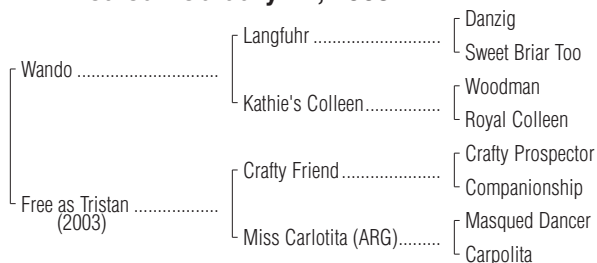 Danzig
Langfuhr
Sweet Briar Too
Wando
Woodman
Kathie's Colleen
Royal Colleen
Crafty Prospector
Crafty Friend
Companionship
Free as Tristan
(2003)
Masqued Dancer
Miss Carlotita (ARG)
Carpolita